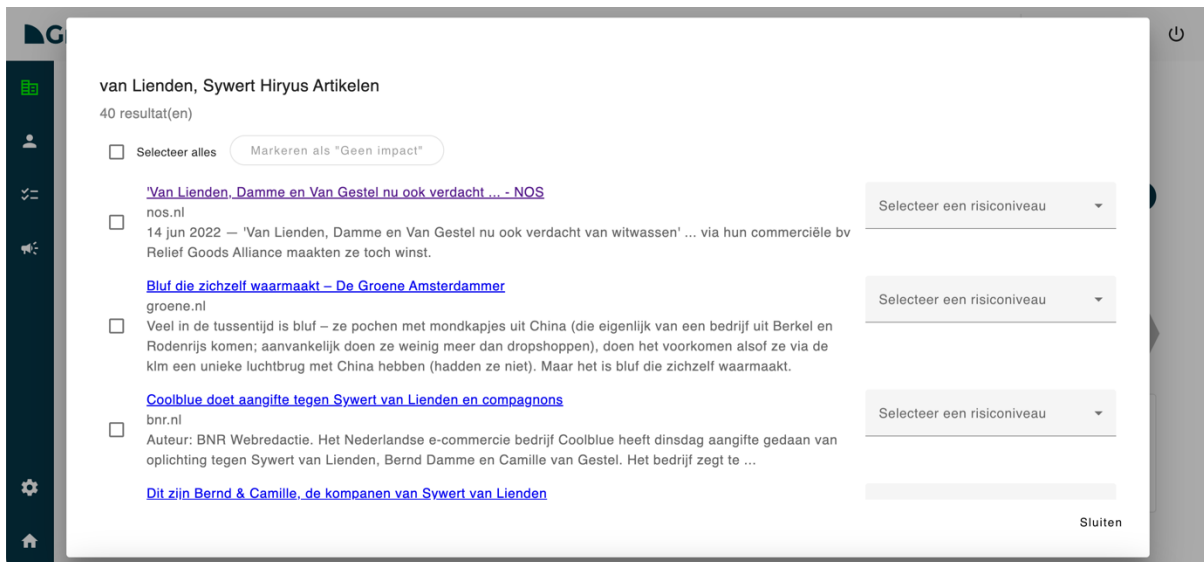 G
van Lienden, Sywert Hiryus Artikelen
40 resultat(en)
Selecteer alles
Markeren als "Geen impact"
'Van Lienden, Damme en Van Gestel nu ook verdacht ... - NOS
nos.nl
14 jun 2022 — 'Van Lienden, Damme en Van Gestel nu ook verdacht van witwassen' ... via hun commerciële bv
Relief Goods Alliance maakten ze toch winst.
Selecteer een risiconiveau
Bluf die zichzelf waarmaakt – De Groene Amsterdammer
groene.nl
Veel in de tussentijd is bluf – ze pochen met mondkapjes uit China (die eigenlijk van een bedrijf uit Berkel en
Rodenrijs komen; aanvankelijk doen ze weinig meer dan dropshoppen), doen het voorkomen alsof ze via de
klm een unieke luchtbrug met China hebben (hadden ze niet). Maar het is bluf die zichzelf waarmaakt.
Selecteer een risiconiveau
Coolblue doet aangifte tegen Sywert van Lienden en compagnons
bnr.nl
Auteur: BNR Webredactie. Het Nederlandse e-commercie bedrijf Coolblue heeft dinsdag aangifte gedaan van
oplichting tegen Sywert van Lienden, Bernd Damme en Camille van Gestel. Het bedrijf zegt te ...
Selecteer een risiconiveau
Dit zijn Bernd & Camille, de kompanen van Sywert van Lienden
Sluiten